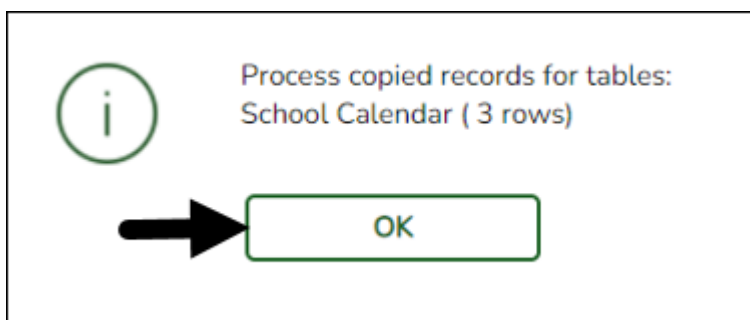 Process copied records for tables:
School Calendar ( 3 rows)
OK